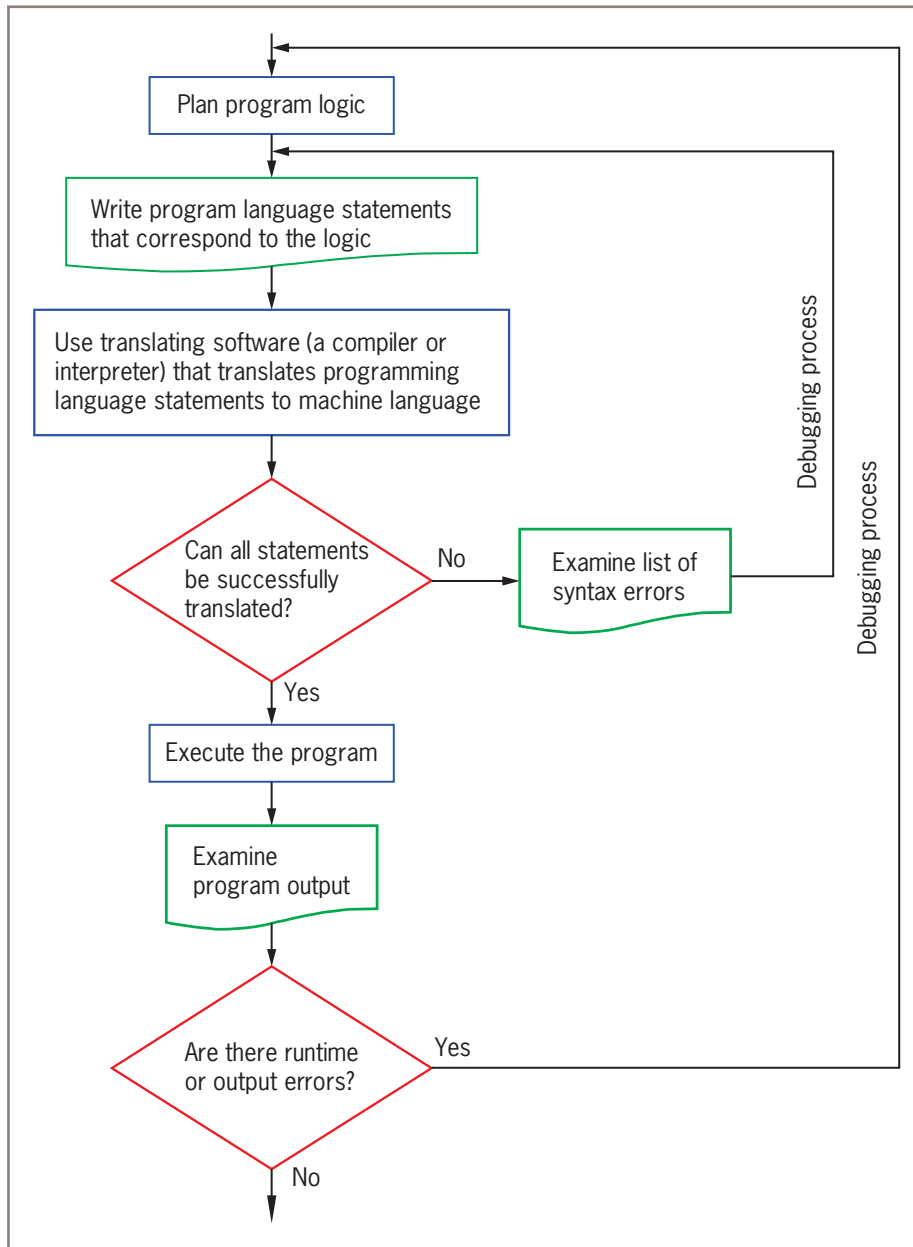 Plan program logic
Write program language statements
that correspond to the logic
Use translating software (a compiler or
interpreter) that translates programming
language statements to machine language
Can all statements
be successfully
translated?
No
Examine list of
syntax errors
Debugging process
Debugging process
Yes
Execute the program
Examine
program output
Are there runtime
or output errors?
Yes
No